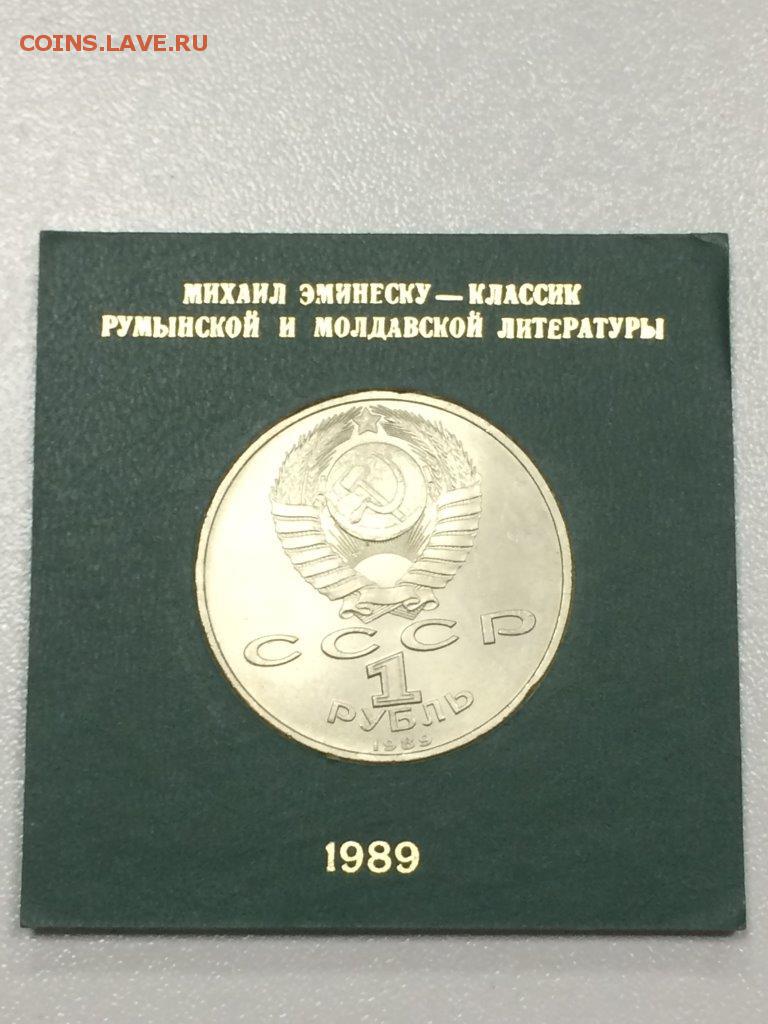 COINS.LAVE.RU
МИХАИЛ ЭМИНЕСКУ — КЛАССИК
РУМЫНСКОЙ И МОЛДАВСКОЙ ЛИТЕРАТУРЫ
СССР
1
РУБЛЬ
1989
1989